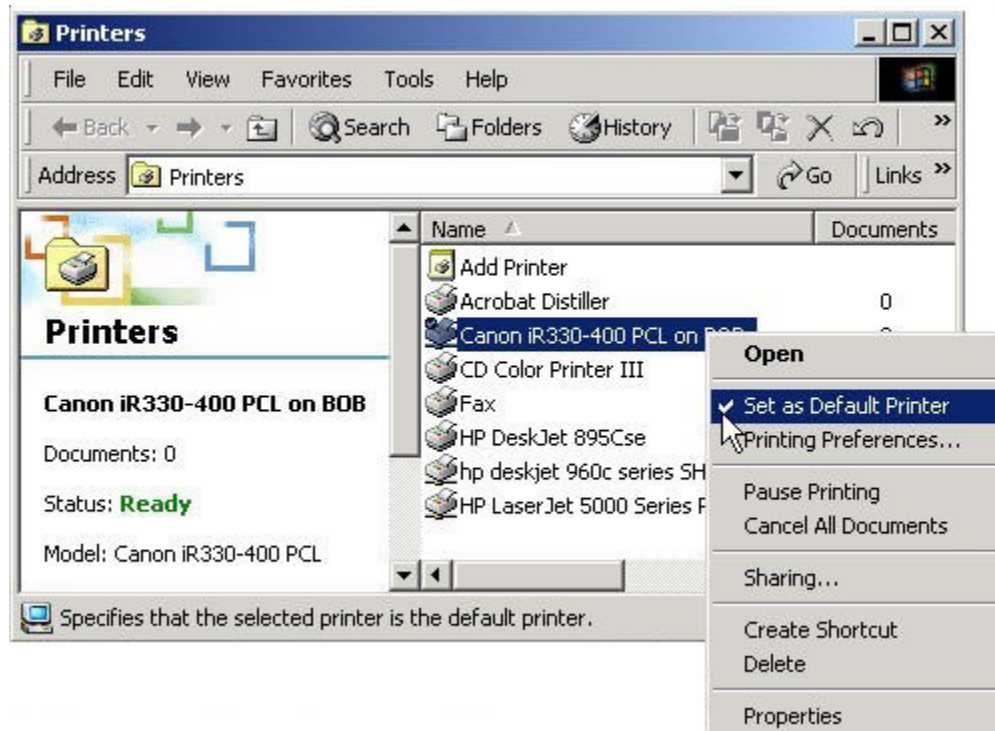 Printers
File Edit View Favorites Tools Help
Back Search Folders History »
Address Printers Go Links »
Printers
Canon iR330-400 PCL on BOB
Documents: 0
Status: Ready
Model: Canon iR330-400 PCL
Name Documents
Add Printer
Acrobat Distiller 0
Canon iR330-400 PCL on
CD Color Printer III
Fax
HP DeskJet 895Cse
hp deskjet 960c series SH
HP LaserJet 5000 Series
Open
Set as Default Printer
Printing Preferences...
Pause Printing
Cancel All Documents
Sharing...
Create Shortcut
Delete
Properties
Specifies that the selected printer is the default printer.